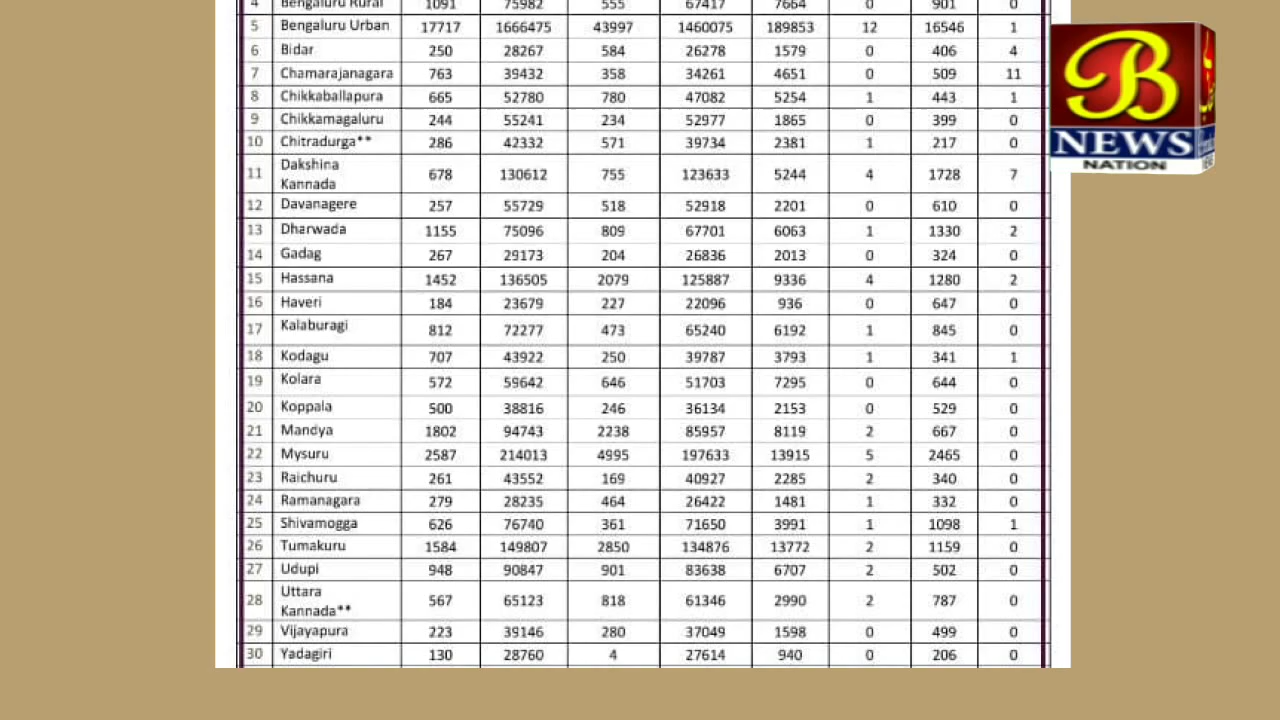 4 Bengaluru Rural 1091 75982 555 67417 7664 0 901 0
5 Bengaluru Urban 17717 1666475 43997 1460075 189853 12 16546 1
6 Bidar 250 28267 584 26278 1579 0 406 4
7 Chamarajanagara 763 39432 358 34261 4651 0 509 11
8 Chikkaballapura 665 52780 780 47082 5254 1 443 1
9 Chikkamagaluru 244 55241 234 52977 1865 0 399 0
10 Chitradurga** 286 42332 571 39734 2381 1 217 0
11 Dakshina
Kannada 678 130612 755 123633 5244 4 1728 7
12 Davanagere 257 55729 518 52918 2201 0 610 0
13 Dharwada 1155 75096 809 67701 6063 1 1330 2
14 Gadag 267 29173 204 26836 2013 0 324 0
15 Hassana 1452 136505 2079 125887 9336 4 1280 2
16 Haveri 184 23679 227 22096 936 0 647 0
17 Kalaburagi 812 72277 473 65240 6192 1 845 0
18 Kodagu 707 43922 250 39787 3793 1 341 1
19 Kolara 572 59642 646 51703 7295 0 644 0
20 Koppala 500 38816 246 36134 2153 0 529 0
21 Mandya 1802 94743 2238 85957 8119 2 667 0
22 Mysuru 2587 214013 4995 197633 13915 5 2465 0
23 Raichuru 261 43552 169 40927 2285 2 340 0
24 Ramanagara 279 28235 464 26422 1481 1 332 0
25 Shivamogga 626 76740 361 71650 3991 1 1098 1
26 Tumakuru 1584 149807 2850 134876 13772 2 1159 0
27 Udupi 948 90847 901 83638 6707 2 502 0
28 Uttara
Kannada** 567 65123 818 61346 2990 2 787 0
29 Vijayapura 223 39146 280 37049 1598 0 499 0
30 Yadagiri 130 28760 4 27614 940 0 206 0
B
NEWS
NATION